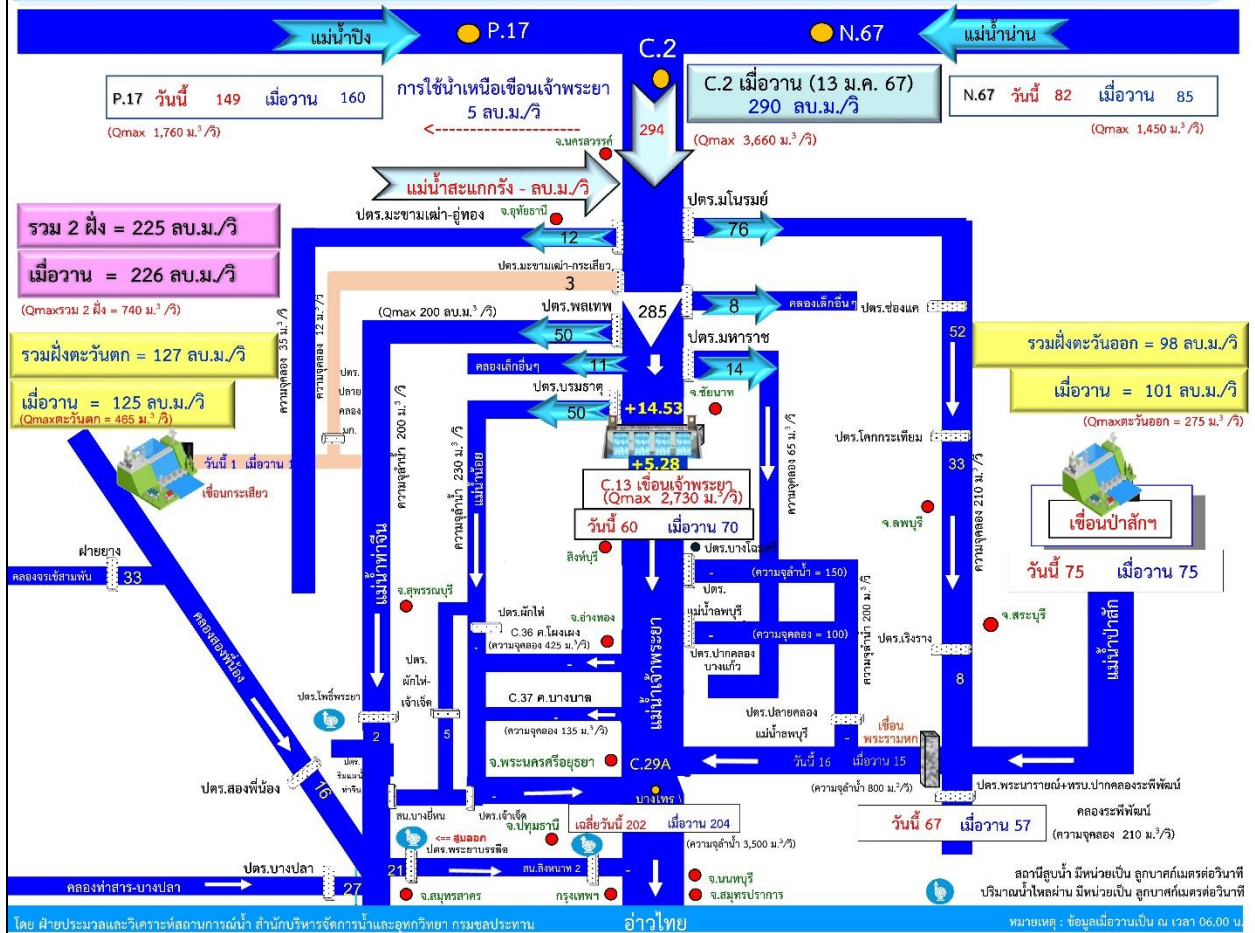 แม่น้ำปิง
P.17
C.2
N.67
แม่น้ำน่าน
P.17 วันนี้ 149 เมื่อวาน 160
(Qmax 1,760 ม.³/วิ)
การใช้น้ำเหนือเขื่อนเจ้าพระยา
5 ลบ.ม./วิ
294
C.2 เมื่อวาน (13 ม.ค. 67)
290 ลบ.ม./วิ
(Qmax 3,660 ม.³/วิ)
N.67 วันนี้ 82 เมื่อวาน 85
(Qmax 1,450 ม.³/วิ)
จ.นครสวรรค์
แม่น้ำสะแกกรัง - ลบ.ม./วิ
ปตร.มะขามเฒ่า-อู่ทอง
จ.อุทัยธานี
12
ปตร.มโนรมย์
76
รวม 2 ฝั่ง = 225 ลบ.ม./วิ
เมื่อวาน = 226 ลบ.ม./วิ
(Qmaxรวม 2 ฝั่ง = 740 ม.³/วิ)
ปตร.มะขามเฒ่า-กระเสียว
3
(Qmax 200 ลบ.ม.³/วิ)
ปตร.พลเทพ
50
285
8
คลองเล็กอื่นๆ
ปตร.ช่องแค
52
รวมฝั่งตะวันตก = 127 ลบ.ม./วิ
เมื่อวาน = 125 ลบ.ม./วิ
(Qmaxตะวันตก = 465 ม.³/วิ)
ความจุคลอง 35 ม.³/วิ
ความจุคลอง 12 ม.³/วิ
ปตร.
ปลาย
คลอง
มก.
คลองเล็กอื่นๆ
11
ปตร.มหาราช
14
จ.ชัยนาท
ปตร.บรมธาตุ
50
+14.53
+5.28
รวมฝั่งตะวันออก = 98 ลบ.ม./วิ
เมื่อวาน = 101 ลบ.ม./วิ
(Qmaxตะวันออก = 275 ม.³/วิ)
วันนี้ 1 เมื่อวาน 1
เขื่อนกระเสียว
ความจุลำน้ำ 200 ม.³/วิ
ความจุลำน้ำ 230 ม.³/วิ
แม่น้ำน้อย
C.13 เขื่อนเจ้าพระยา
(Qmax 2,730 ม.³/วิ)
วันนี้ 60 เมื่อวาน 70
ความจุคลอง 65 ม.³/วิ
ปตร.โคกกระเทียม
33
ความจุคลอง 210 ม.³/วิ
จ.ลพบุรี
เขื่อนป่าสักฯ
วันนี้ 75 เมื่อวาน 75
ฝายยาง
คลองจรเข้สามพัน
33
แม่น้ำท่าจีน
จ.สุพรรณบุรี
สิงห์บุรี
ปตร.บางโฉมศรี
-
(ความจุลำน้ำ = 150)
ปตร.
แม่น้ำลพบุรี
ความจุลำน้ำ 200 ม.³/วิ
จ.สระบุรี
แม่น้ำป่าสัก
คลองสองพี่น้อง
ปตร.ผักไห่
-
จ.อ่างทอง
C.36 ค.โผงเผง
(ความจุคลอง 425 ม.³/วิ)
-
-
(ความจุคลอง = 100)
ปตร.ปากคลอง
บางแก้ว
ปตร.เริงราง
8
ปตร.
ผักไห่-
เจ้าเจ็ด
5
C.37 ค.บางบาล
-
(ความจุคลอง 135 ม.³/วิ)
แม่น้ำเจ้าพระยา
ปตร.ปลายคลอง
แม่น้ำลพบุรี
-
เขื่อน
พระรามหก
ปตร.โพธิ์พระยา
2
ปตร.สองพี่น้อง
16
จ.พระนครศรีอยุธยา
C.29A
บางไทร
วันนี้ 16 เมื่อวาน 15
(ความจุลำน้ำ 800 ม.³/วิ)
ปตร.พระนารายณ์+ทรบ.ปากคลองระพีพัฒน์
คลองระพีพัฒน์
(ความจุคลอง 210 ม.³/วิ)
วันนี้ 67 เมื่อวาน 57
-
สน.บางยี่หน
ปตร.เจ้าเจ็ด
จ.ปทุมธานี
เฉลี่ยวันนี้ 202 เมื่อวาน 204
(ความจุลำน้ำ 3,500 ม.³/วิ)
<== สูบออก
ปตร.พระยาบรรลือ
21
สน.สิงหนาท 2
-
ปตร.บางปลา
คลองท่าสาร-บางปลา
27
จ.สมุทรสาคร
กรุงเทพฯ
จ.นนทบุรี
จ.สมุทรปราการ
สถานีสูบน้ำ มีหน่วยเป็น ลูกบาศก์เมตรต่อวินาที
ปริมาณน้ำไหลผ่าน มีหน่วยเป็น ลูกบาศก์เมตรต่อวินาที
โดย ฝ่ายประมวลและวิเคราะห์สถานการณ์น้ำ สำนักบริหารจัดการน้ำและอุทกวิทยา กรมชลประทาน
อ่าวไทย
หมายเหตุ : ข้อมูลเมื่อวานเป็น ณ เวลา 06.00 น.